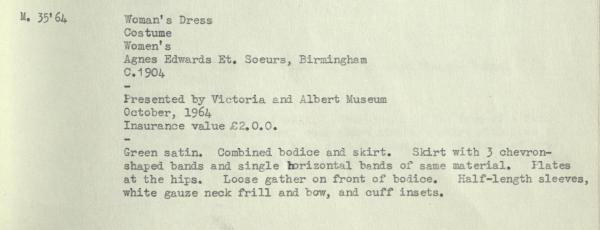 M. 35'64 Woman's Dress
Costume
Women's
Agnes Edwards Et. Soeurs, Birmingham
C.1904
-
Presented by Victoria and Albert Museum
October, 1964
Insurance value £2.0.0.
-
Green satin. Combined bodice and skirt. Skirt with 3 chevron-
shaped bands and single horizontal bands of same material. Plates
at the hips. Loose gather on front of bodice. Half-length sleeves,
white gauze neck frill and bow, and cuff insets.